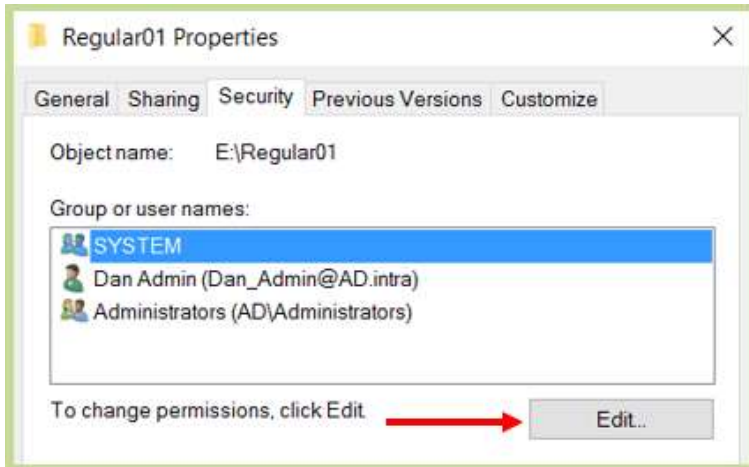 Regular01 Properties
General Sharing Security Previous Versions Customize
Object name: E:\Regular01
Group or user names:
SYSTEM
Dan Admin (Dan_Admin@AD.intra)
Administrators (AD\Administrators)
To change permissions, click Edit.
Edit...